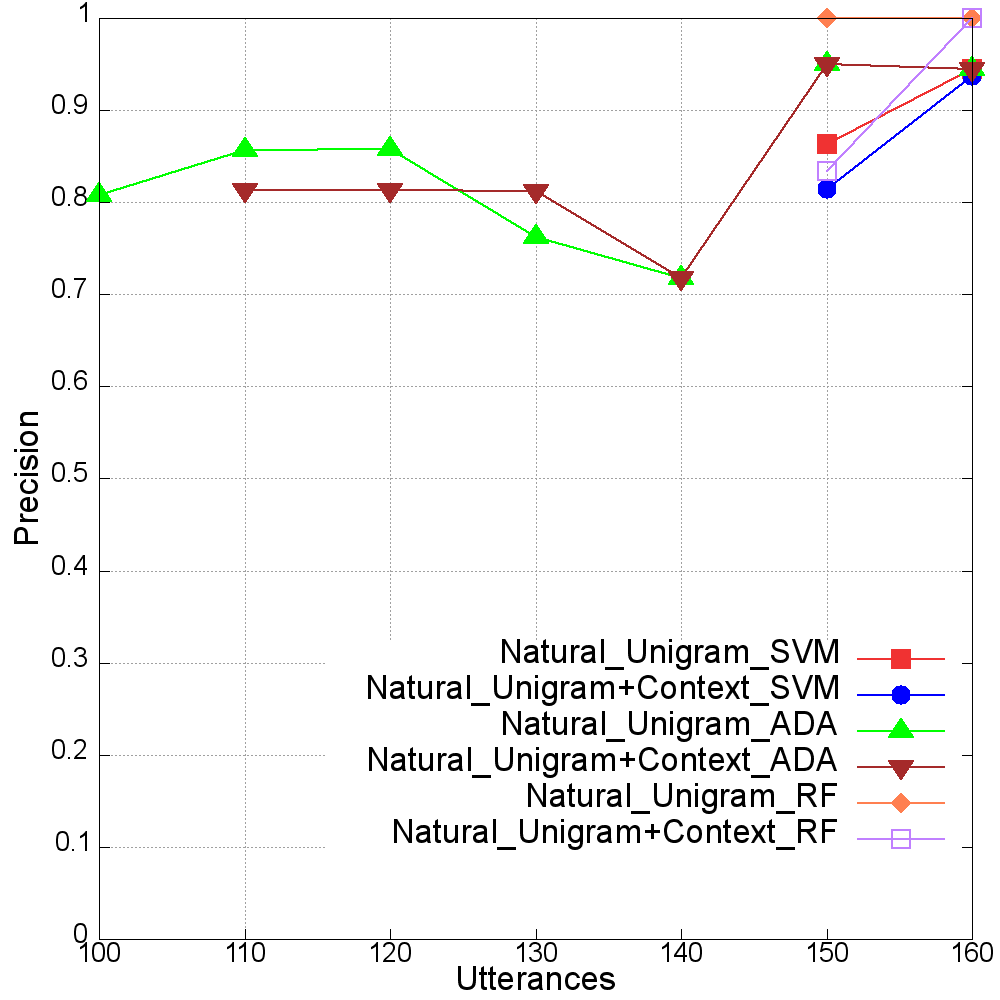 1
0.9
0.8
0.7
0.6
0.5
0.4
0.3
0.2
0.1
0
Precision
Natural_Unigram_SVM
Natural_Unigram+Context_SVM
Natural_Unigram_ADA
Natural_Unigram+Context_ADA
Natural_Unigram_RF
Natural_Unigram+Context_RF
100 110 120 130 140 150 160
Utterances